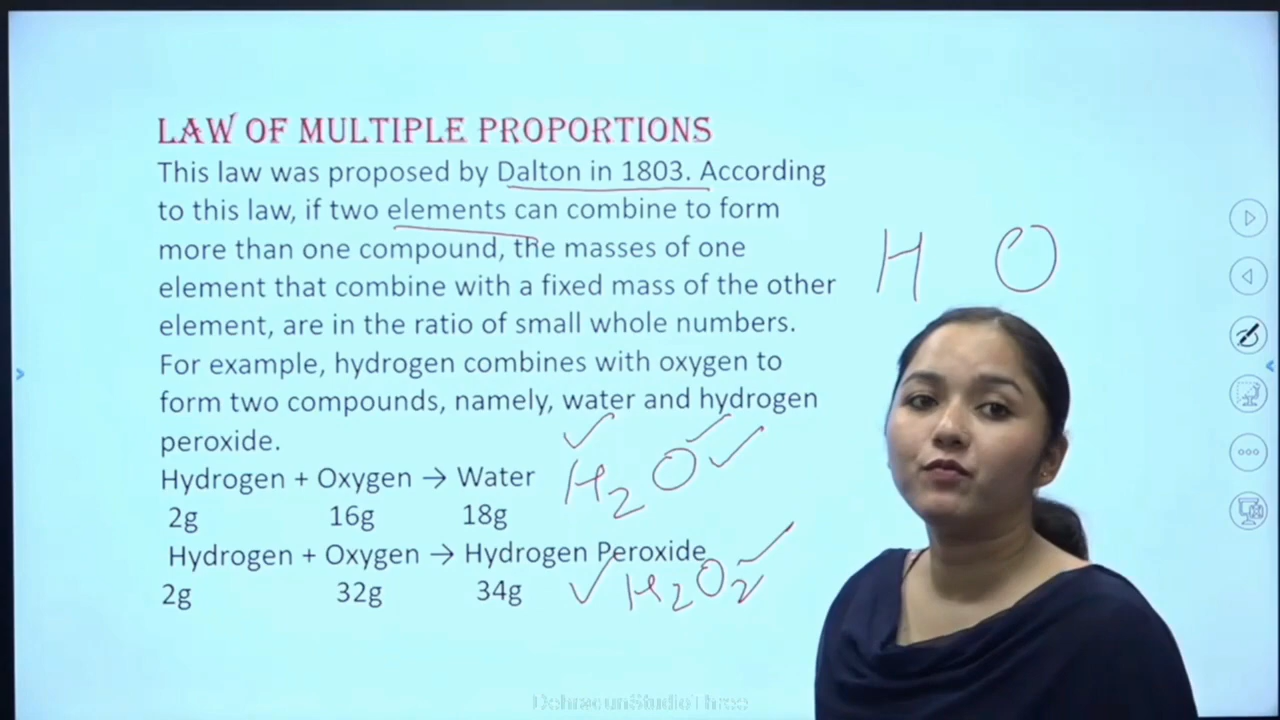 LAW OF MULTIPLE PROPORTIONS
This law was proposed by Dalton in 1803. According
to this law, if two elements can combine to form
more than one compound, the masses of one
element that combine with a fixed mass of the other
element, are in the ratio of small whole numbers.
For example, hydrogen combines with oxygen to
form two compounds, namely, water and hydrogen
peroxide.
Hydrogen + Oxygen → Water
2g 16g 18g
Hydrogen + Oxygen → Hydrogen Peroxide
2g 32g 34g
H O
H2O
H2O2
DehradunStudioThree